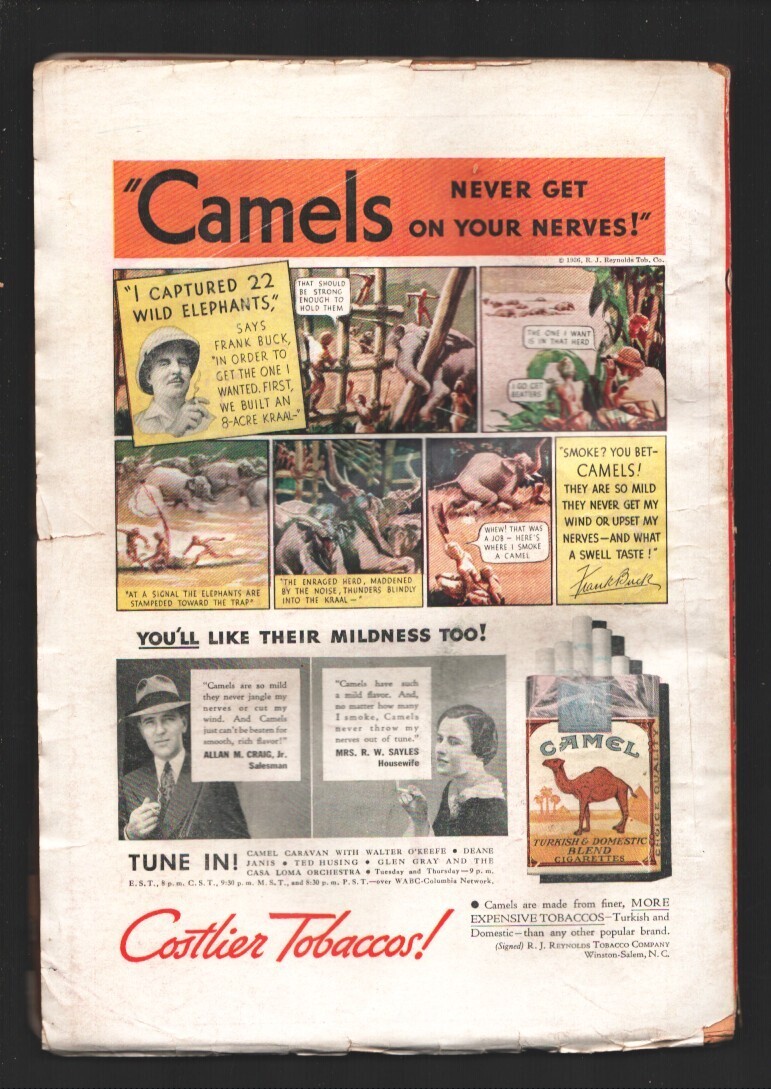 "Camels NEVER GET
ON YOUR NERVES!"
© 1936, R. J. Reynolds Tob. Co.
"I CAPTURED 22
WILD ELEPHANTS,"
SAYS
FRANK BUCK,
"IN ORDER TO
GET THE ONE I
WANTED. FIRST,
WE BUILT AN
8-ACRE KRAAL-"
THAT SHOULD
BE STRONG
ENOUGH TO
HOLD THEM
THE ONE I WANT
IS IN THAT HERD
I GO GET
BEATERS
"AT A SIGNAL THE ELEPHANTS ARE
STAMPEDED TOWARD THE TRAP"
"THE ENRAGED HERD, MADDENED
BY THE NOISE, THUNDERS BLINDLY
INTO THE KRAAL—"
WHEW! THAT WAS
A JOB — HERE'S
WHERE I SMOKE
A CAMEL
"SMOKE? YOU BET-
CAMELS!
THEY ARE SO MILD
THEY NEVER GET MY
WIND OR UPSET MY
NERVES—AND WHAT
A SWELL TASTE!"
Frank Buck
YOU'LL LIKE THEIR MILDNESS TOO!
"Camels are so mild
they never jangle my
nerves or cut my
wind. And Camels
just can't be beaten for
smooth, rich flavor!"
ALLAN M. CRAIG, Jr.
Salesman
"Camels have such
a mild flavor. And,
no matter how many
I smoke, Camels
never throw my
nerves out of tune."
MRS. R. W. SAYLES
Housewife
CAMEL
TURKISH & DOMESTIC
BLEND
CIGARETTES
CHOICE QUALITY
TUNE IN!
CAMEL CARAVAN WITH WALTER O'KEEFE • DEANE
JANIS • TED HUSING • GLEN GRAY AND THE
CASA LOMA ORCHESTRA • Tuesday and Thursday—9 p. m.
E. S. T., 8 p. m. C. S. T., 9:30 p. m. M. S. T., and 8:30 p. m. P. S. T.—over WABC-Columbia Network.
Costlier Tobaccos!
● Camels are made from finer, MORE
EXPENSIVE TOBACCOS—Turkish and
Domestic—than any other popular brand.
(Signed) R. J. REYNOLDS TOBACCO COMPANY
Winston-Salem, N. C.